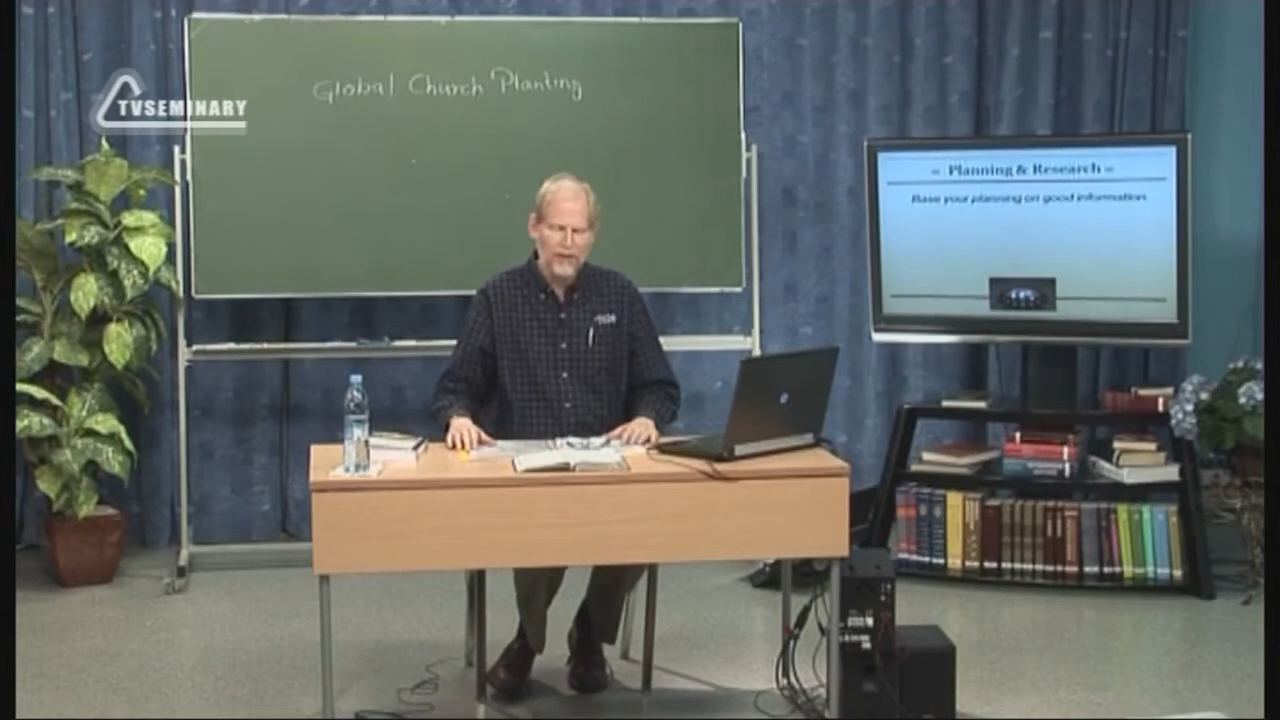 TVSEMINARY
Global Church Planting
Planning & Research
Base your planning on good information.